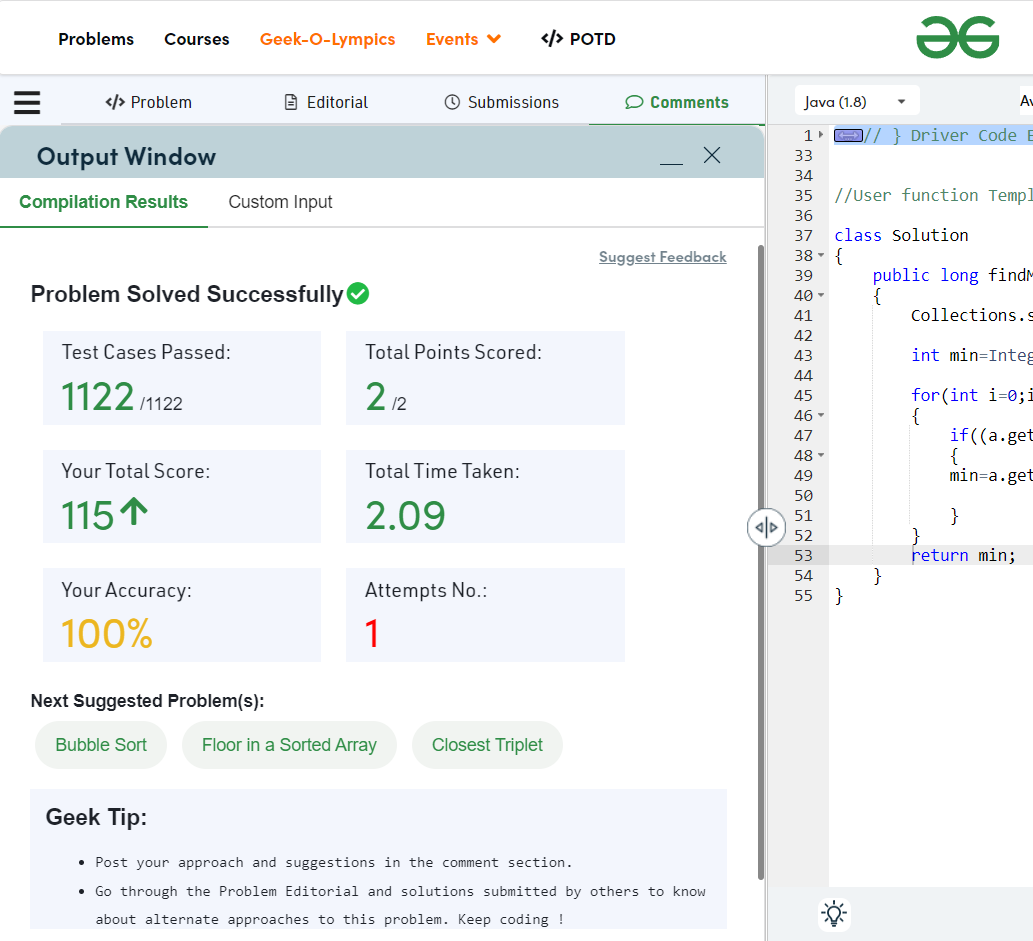 Problems Courses Geek-O-Lympics Events </> POTD
</> Problem Editorial Submissions Comments
Java (1.8)
Output Window
Compilation Results Custom Input
Suggest Feedback
Problem Solved Successfully
Test Cases Passed: Total Points Scored:
1122 /1122 2 /2
Your Total Score: Total Time Taken:
115 2.09
Your Accuracy: Attempts No.:
100% 1
Next Suggested Problem(s):
Bubble Sort Floor in a Sorted Array Closest Triplet
Geek Tip:
• Post your approach and suggestions in the comment section.
• Go through the Problem Editorial and solutions submitted by others to know
about alternate approaches to this problem. Keep coding !
1 // } Driver Code E
33
34
35 //User function Templ
36
37 class Solution
38 {
39 public long findM
40 {
41 Collections.s
42
43 int min=Integ
44
45 for(int i=0;i
46 {
47 if((a.get
48 {
49 min=a.get
50
51 }
52 }
53 return min;
54 }
55 }